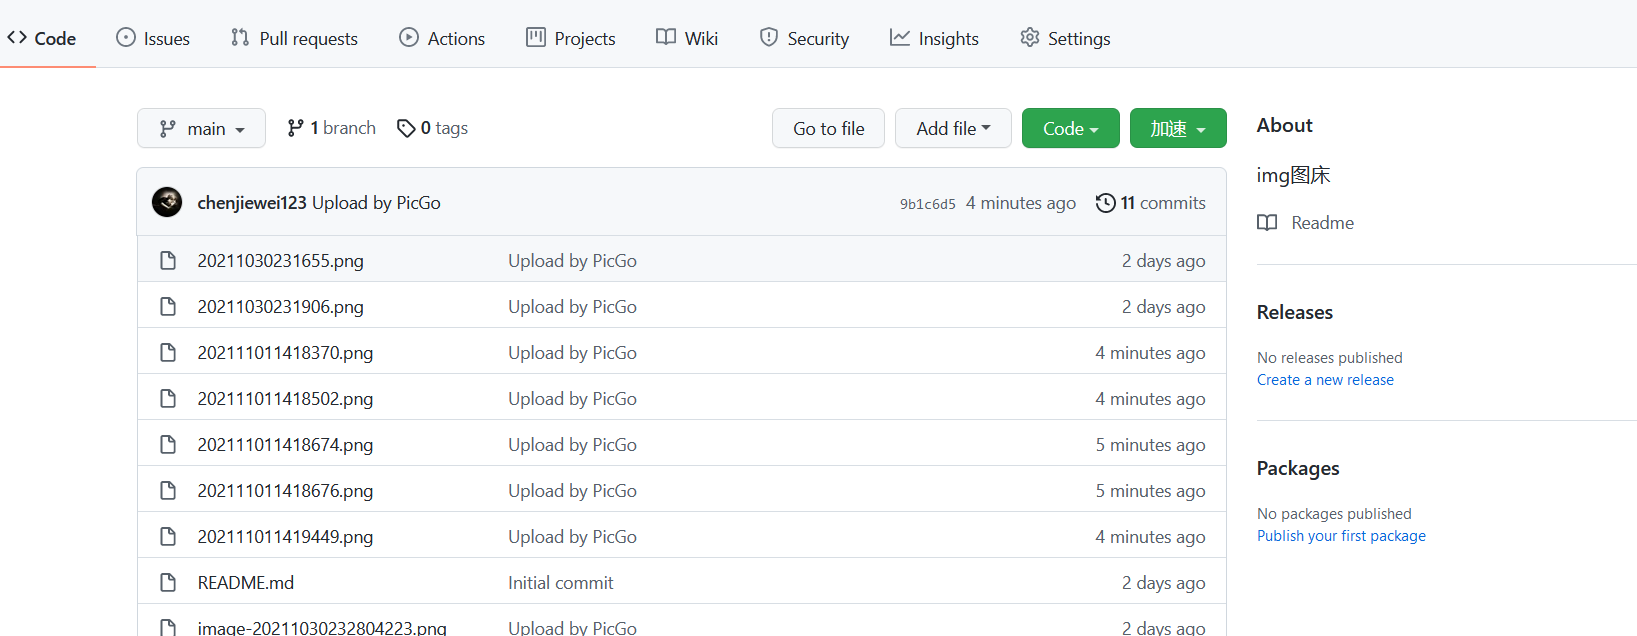 Code Issues Pull requests Actions Projects Wiki Security Insights Settings
main 1 branch 0 tags Go to file Add file Code 加速
chenjiewei123 Upload by PicGo 9b1c6d5 4 minutes ago 11 commits
20211030231655.png Upload by PicGo 2 days ago
20211030231906.png Upload by PicGo 2 days ago
202111011418370.png Upload by PicGo 4 minutes ago
202111011418502.png Upload by PicGo 4 minutes ago
202111011418674.png Upload by PicGo 5 minutes ago
202111011418676.png Upload by PicGo 5 minutes ago
202111011419449.png Upload by PicGo 4 minutes ago
README.md Initial commit 2 days ago
image-20211030232804223.png Upload by PicGo 2 days ago
About
img图床
Readme
Releases
No releases published
Create a new release
Packages
No packages published
Publish your first package